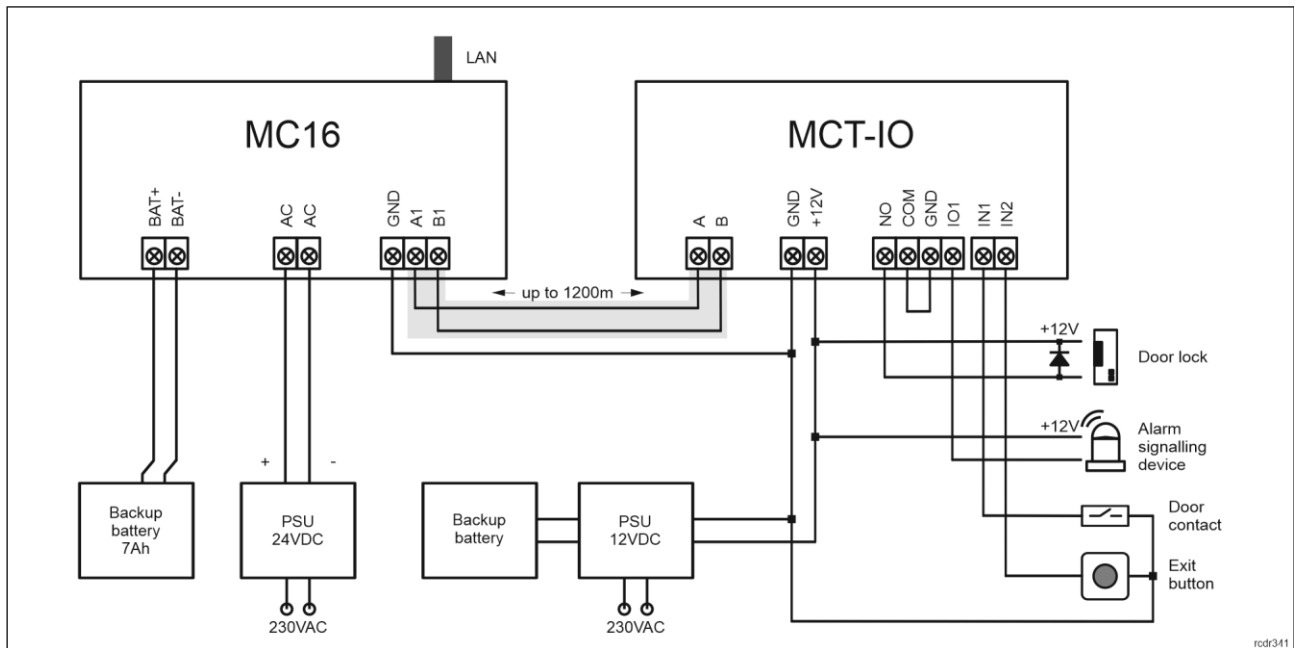 LAN
MC16
MCT-IO
BAT+
BAT-
AC
AC
GND
A1
B1
A
B
GND
+12V
NO
COM
GND
IO1
IN1
IN2
up to 1200m
+12V
Door lock
+12V
Alarm
signalling
device
+
-
Backup
battery
7Ah
PSU
24VDC
Backup
battery
PSU
12VDC
Door
contact
Exit
button
230VAC
230VAC
rcdr341